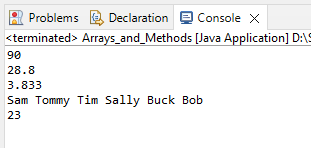 Problems Declaration Console
<terminated> Arrays_and_Methods [Java Application] D:\S
90
28.8
3.833
Sam Tommy Tim Sally Buck Bob
23